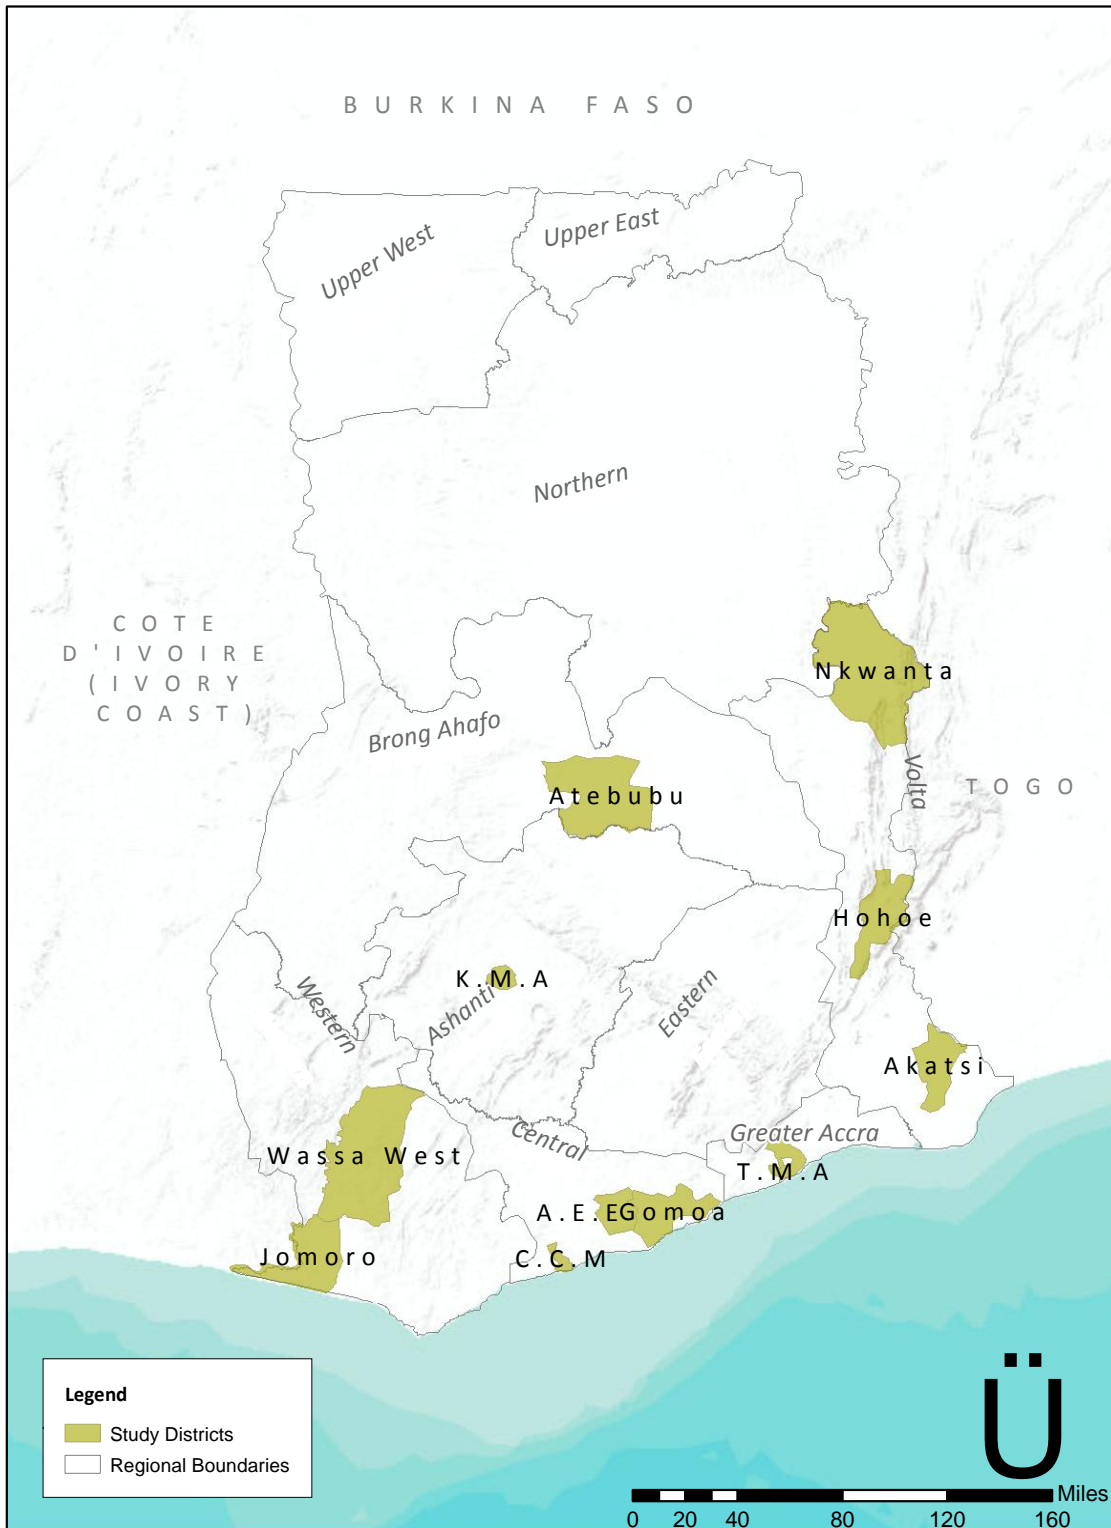 BURKINA FASO
Upper West
Upper East
Northern
COTE
D'IVOIRE
(IVORY
COAST)
Nkwanta
Brong Ahafo
Volta
TOGO
Atebubu
Hohoe
K.M.A
Ashanti
Eastern
Western
Akatsi
Central
Greater Accra
Wassa West
T.M.A
A.E.E
Gomoa
Jomoro
C.C.M
Legend
Study Districts
Regional Boundaries
Ü
Miles
0 20 40 80 120 160